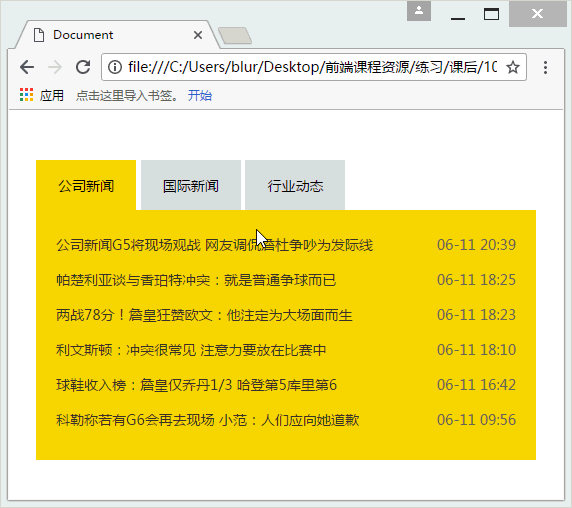 Document
file:///C:/Users/blur/Desktop/前端课程资源/练习/课后/10
应用 点击这里导入书签。 开始
公司新闻 国际新闻 行业动态
公司新闻G5将现场观战 网友调侃詹杜争吵为发际线 06-11 20:39
帕楚利亚谈与香珀特冲突：就是普通争球而已 06-11 18:25
两战78分！詹皇狂赞欧文：他注定为大场面而生 06-11 18:23
利文斯顿：冲突很常见 注意力要放在比赛中 06-11 18:10
球鞋收入榜：詹皇仅乔丹1/3 哈登第5库里第6 06-11 16:42
科勒称若有G6会再去现场 小范：人们应向她道歉 06-11 09:56